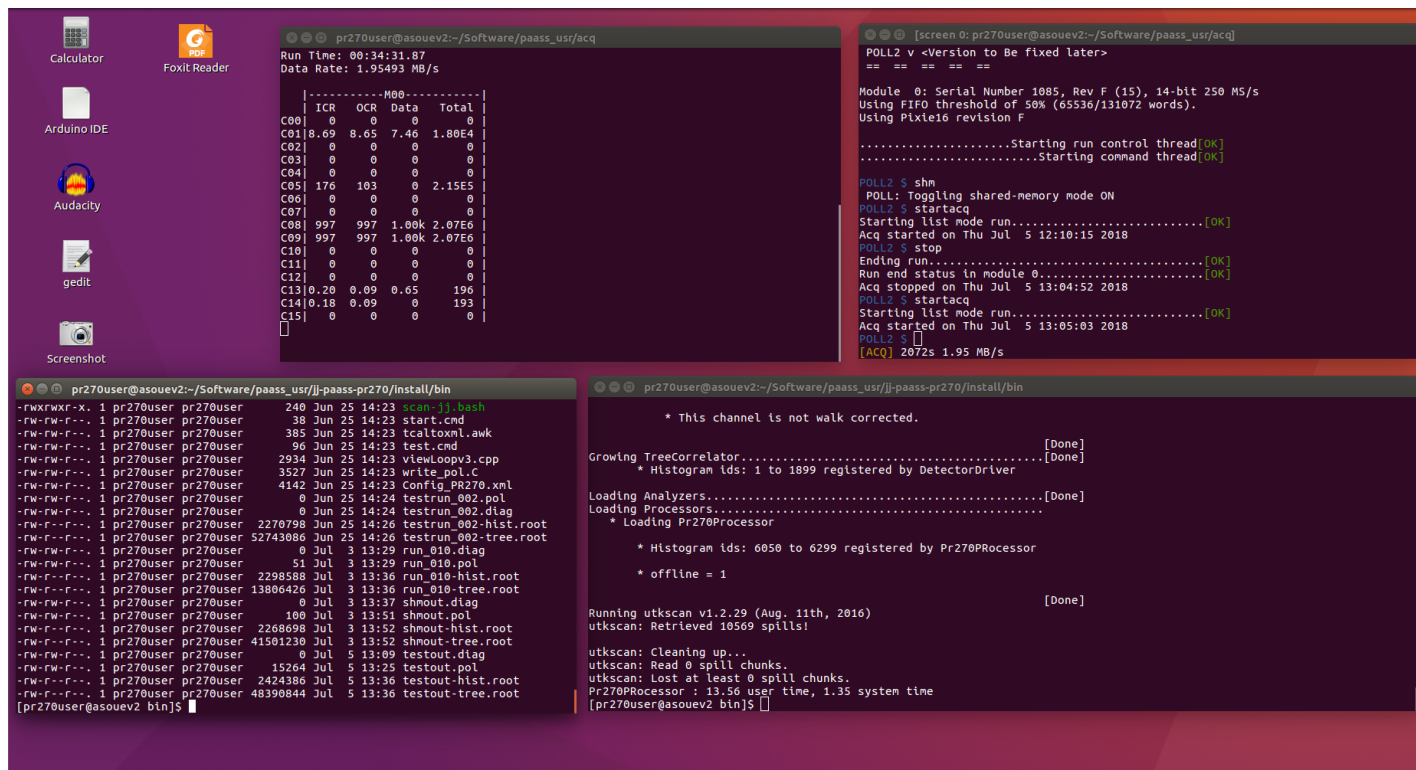 Calculator
PDF
Foxit Reader
Arduino IDE
Audacity
gedit
Screenshot
pr270user@asouev2:~/Software/paass_usr/acq
Run Time: 00:34:31.87
Data Rate: 1.95493 MB/s
|-----------M00-----------|
| ICR OCR Data Total |
C00| 0 0 0 0 |
C01|8.69 8.65 7.46 1.80E4 |
C02| 0 0 0 0 |
C03| 0 0 0 0 |
C04| 0 0 0 0 |
C05| 176 103 0 2.15E5 |
C06| 0 0 0 0 |
C07| 0 0 0 0 |
C08| 997 997 1.00k 2.07E6 |
C09| 997 997 1.00k 2.07E6 |
C10| 0 0 0 0 |
C11| 0 0 0 0 |
C12| 0 0 0 0 |
C13|0.20 0.09 0.65 196 |
C14|0.18 0.09 0 193 |
C15| 0 0 0 0 |
[screen 0: pr270user@asouev2:~/Software/paass_usr/acq]
POLL2 v <Version to Be fixed later>
== == == == ==
Module 0: Serial Number 1085, Rev F (15), 14-bit 250 MS/s
Using FIFO threshold of 50% (65536/131072 words).
Using Pixie16 revision F
.......................Starting run control thread[OK]
...........................Starting command thread[OK]
POLL2 $ shm
POLL: Toggling shared-memory mode ON
POLL2 $ startacq
Starting list mode run.............................[OK]
Acq started on Thu Jul 5 12:10:15 2018
POLL2 $ stop
Ending run.........................................[OK]
Run end status in module 0.........................[OK]
Acq stopped on Thu Jul 5 13:04:52 2018
POLL2 $ startacq
Starting list mode run.............................[OK]
Acq started on Thu Jul 5 13:05:03 2018
POLL2 $
[ACQ] 2072s 1.95 MB/s
pr270user@asouev2:~/Software/paass_usr/jj-paass-pr270/install/bin
-rwxrwxr-x. 1 pr270user pr270user 240 Jun 25 14:23 scan-jj.bash
-rw-rw-r--. 1 pr270user pr270user 38 Jun 25 14:23 start.cmd
-rw-rw-r--. 1 pr270user pr270user 385 Jun 25 14:23 tcaltoxml.awk
-rw-rw-r--. 1 pr270user pr270user 96 Jun 25 14:23 test.cmd
-rw-rw-r--. 1 pr270user pr270user 2934 Jun 25 14:23 viewLoopv3.cpp
-rw-rw-r--. 1 pr270user pr270user 3527 Jun 25 14:23 write_pol.C
-rw-rw-r--. 1 pr270user pr270user 4142 Jun 25 14:23 Config_PR270.xml
-rw-rw-r--. 1 pr270user pr270user 0 Jun 25 14:24 testrun_002.pol
-rw-rw-r--. 1 pr270user pr270user 0 Jun 25 14:24 testrun_002.diag
-rw-r--r--. 1 pr270user pr270user 2270798 Jun 25 14:26 testrun_002-hist.root
-rw-rw-r--. 1 pr270user pr270user 52743086 Jun 25 14:26 testrun_002-tree.root
-rw-rw-r--. 1 pr270user pr270user 0 Jul 3 13:29 run_010.diag
-rw-rw-r--. 1 pr270user pr270user 51 Jul 3 13:29 run_010.pol
-rw-r--r--. 1 pr270user pr270user 2298588 Jul 3 13:36 run_010-hist.root
-rw-r--r--. 1 pr270user pr270user 13806426 Jul 3 13:36 run_010-tree.root
-rw-rw-r--. 1 pr270user pr270user 0 Jul 3 13:37 shmout.diag
-rw-rw-r--. 1 pr270user pr270user 100 Jul 3 13:51 shmout.pol
-rw-r--r--. 1 pr270user pr270user 2268698 Jul 3 13:52 shmout-hist.root
-rw-r--r--. 1 pr270user pr270user 41501230 Jul 3 13:52 shmout-tree.root
-rw-rw-r--. 1 pr270user pr270user 0 Jul 5 13:09 testout.diag
-rw-rw-r--. 1 pr270user pr270user 15264 Jul 5 13:25 testout.pol
-rw-r--r--. 1 pr270user pr270user 2424386 Jul 5 13:36 testout-hist.root
-rw-r--r--. 1 pr270user pr270user 48390844 Jul 5 13:36 testout-tree.root
[pr270user@asouev2 bin]$
pr270user@asouev2:~/Software/paass_usr/jj-paass-pr270/install/bin
* This channel is not walk corrected.
[Done]
Growing TreeCorrelator............................................[Done]
* Histogram ids: 1 to 1899 registered by DetectorDriver
Loading Analyzers.................................................[Done]
Loading Processors................................................
* Loading Pr270Processor
* Histogram ids: 6050 to 6299 registered by Pr270PRocessor
* offline = 1
[Done]
Running utkscan v1.2.29 (Aug. 11th, 2016)
utkscan: Retrieved 10569 spills!
utkscan: Cleaning up...
utkscan: Read 0 spill chunks.
utkscan: Lost at least 0 spill chunks.
Pr270PRocessor : 13.56 user time, 1.35 system time
[pr270user@asouev2 bin]$